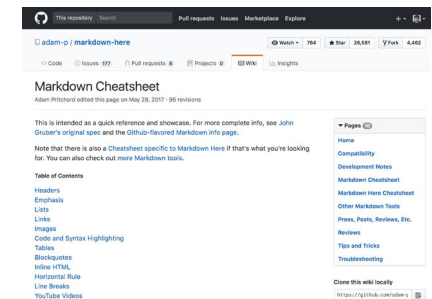 This repository Search Pull requests Issues Marketplace Explore
adam-p / markdown-here
Watch 764 Star 26,581 Fork 4,462
Code Issues 177 Pull requests 8 Projects 0 Wiki Insights
Markdown Cheatsheet
Adam Pritchard edited this page on May 29, 2017 · 96 revisions
This is intended as a quick reference and showcase. For more complete info, see John
Gruber's original spec and the Github-flavored Markdown info page.
Note that there is also a Cheatsheet specific to Markdown Here if that's what you're looking
for. You can also check out more Markdown tools.
Table of Contents
Headers
Emphasis
Lists
Links
Images
Code and Syntax Highlighting
Tables
Blockquotes
Inline HTML
Horizontal Rule
Line Breaks
YouTube Videos
Pages 10
Home
Compatibility
Development Notes
Markdown Cheatsheet
Markdown Here Cheatsheet
Other Markdown Tools
Press, Posts, Reviews, Etc.
Reviews
Tips and Tricks
Troubleshooting
Clone this wiki locally
https://github.com/adam-p